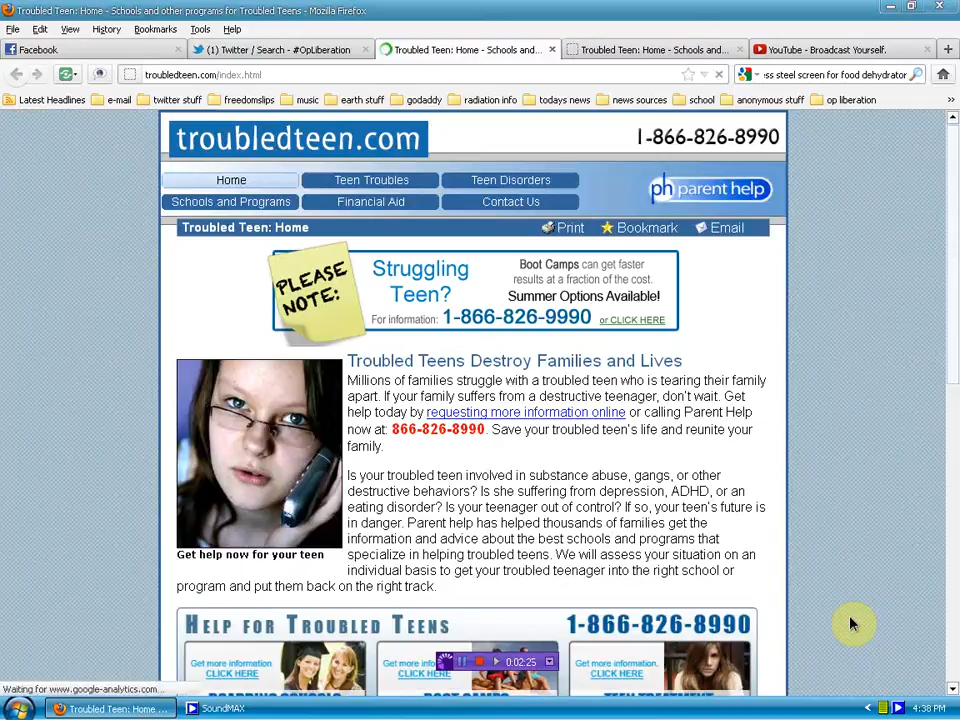 Troubled Teen: Home - Schools and other programs for Troubled Teens - Mozilla Firefox
File Edit View History Bookmarks Tools Help
Facebook
(1) Twitter / Search - #OpLiberation
Troubled Teen: Home - Schools and...
Troubled Teen: Home - Schools and...
YouTube - Broadcast Yourself.
troubledteen.com/index.html
ss steel screen for food dehydrator
Latest Headlines e-mail twitter stuff freedomslips music earth stuff godaddy radiation info todays news news sources school anonymous stuff op liberation
troubledteen.com
1-866-826-8990
Home Teen Troubles Teen Disorders
ph parent help
Schools and Programs Financial Aid Contact Us
Troubled Teen: Home
Print Bookmark Email
PLEASE NOTE:
Struggling Teen?
Boot Camps can get faster
results at a fraction of the cost.
Summer Options Available!
For information: 1-866-826-9990 or CLICK HERE
Troubled Teens Destroy Families and Lives
Millions of families struggle with a troubled teen who is tearing their family
apart. If your family suffers from a destructive teenager, don't wait. Get
help today by requesting more information online or calling Parent Help
now at: 866-826-8990. Save your troubled teen's life and reunite your
family.
Is your troubled teen involved in substance abuse, gangs, or other
destructive behaviors? Is she suffering from depression, ADHD, or an
eating disorder? Is your teenager out of control? If so, your teen's future is
in danger. Parent help has helped thousands of families get the
information and advice about the best schools and programs that
specialize in helping troubled teens. We will assess your situation on an
individual basis to get your troubled teenager into the right school or
program and put them back on the right track.
Get help now for your teen
Help for Troubled Teens 1-866-826-8990
Get more information. CLICK HERE
Get more info CLICK HERE
Get more information. CLICK HERE
0:02:25
Waiting for www.google-analytics.com...
Troubled Teen: Home ...
SoundMAX
4:38 PM